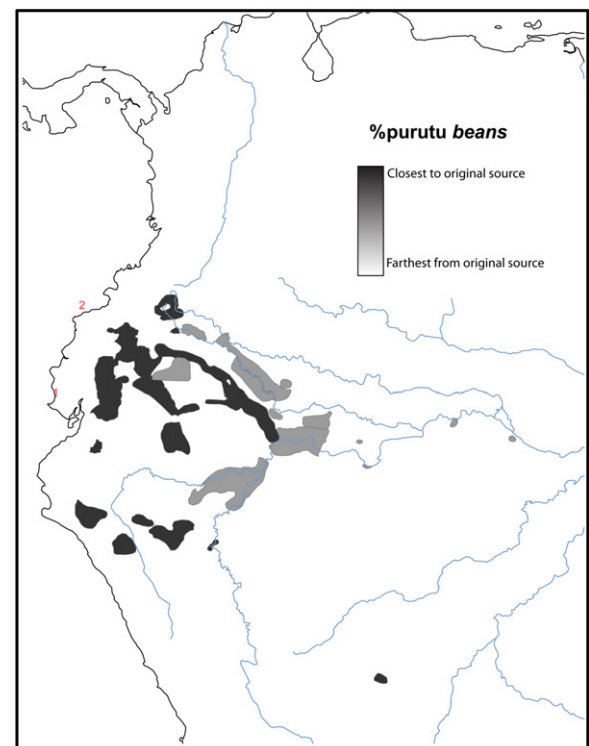 %purutu beans
Closest to original source
Farthest from original source
2
1